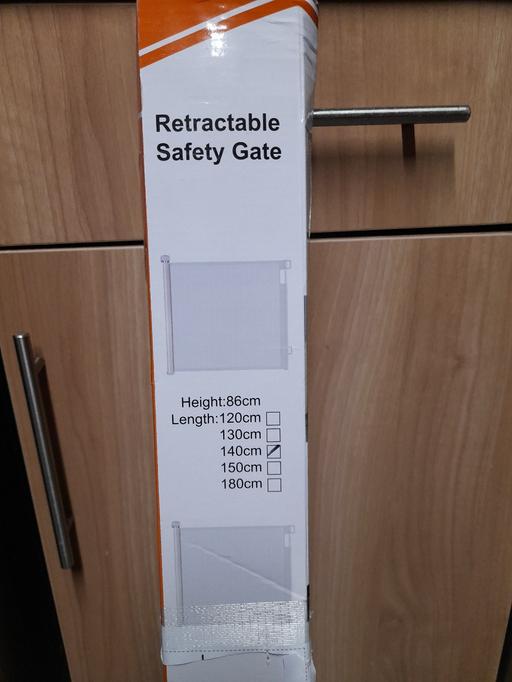 Retractable
Safety Gate
Height:86cm
Length:120cm
130cm
140cm
150cm
180cm